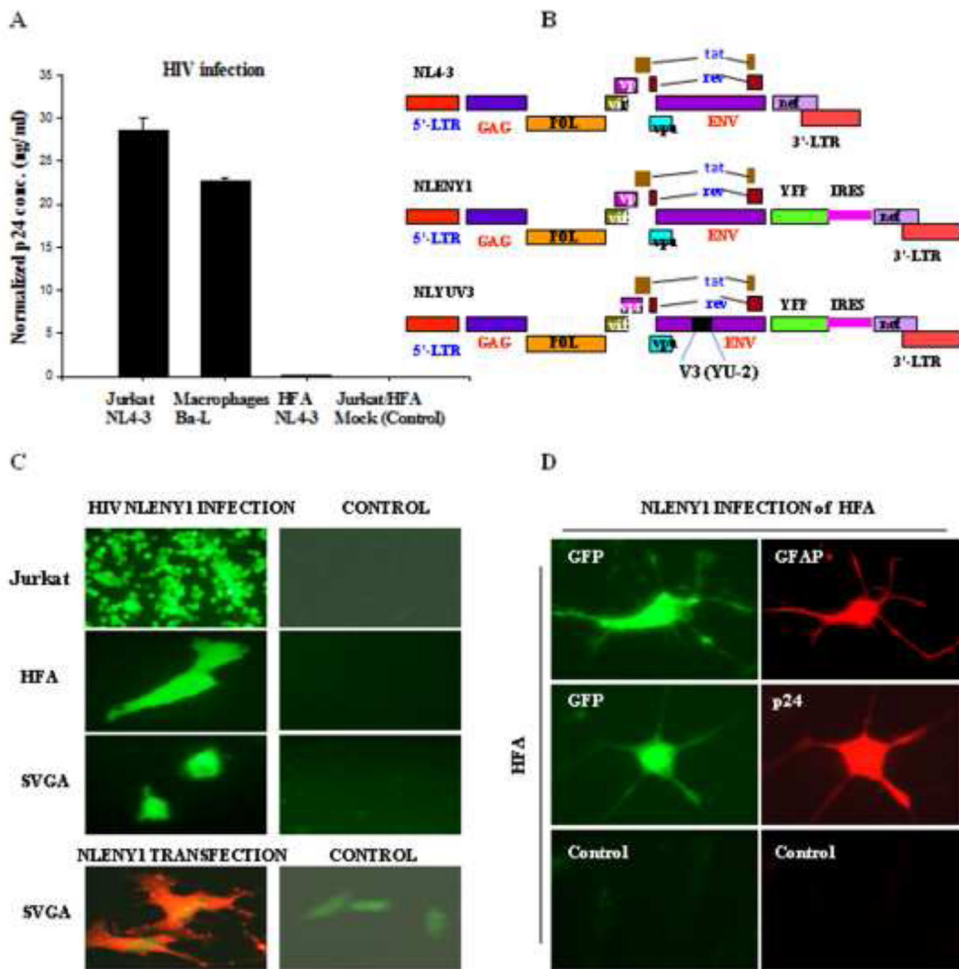 A
HIV infection
Normalized p24 conc. (ng/ml)
35
30
25
20
15
10
5
0
Jurkat Macrophages HFA Jurkat/HFA
NL4-3 Ba-L NL4-3 Mock (Control)
B
NL4-3
tat
rev
vp
vif
nef
5'-LTR GAG POL vpu ENV
3'-LTR
NLENY1
tat
rev YFP IRES
vp
vif
nef
5'-LTR GAG POL vpu ENV
3'-LTR
NLYUV3
tat
rev YFP IRES
vif
nef
5'-LTR GAG POL vpu ENV
3'-LTR
V3 (YU-2)
C
HIV NLENY1 INFECTION CONTROL
Jurkat
HFA
SVGA
NLENY1 TRANSFECTION CONTROL
SVGA
D
NLENY1 INFECTION of HFA
HFA
GFP GFAP
GFP p24
Control Control